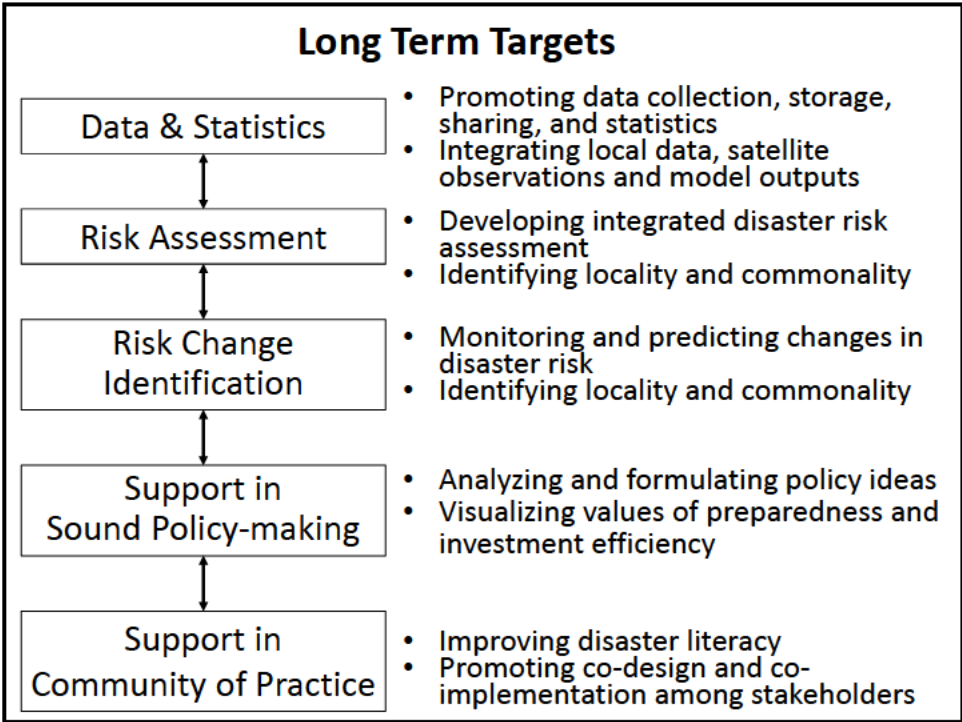 Long Term Targets
Data & Statistics
• Promoting data collection, storage,
sharing, and statistics
• Integrating local data, satellite
observations and model outputs
Risk Assessment
• Developing integrated disaster risk
assessment
• Identifying locality and commonality
Risk Change
Identification
• Monitoring and predicting changes in
disaster risk
• Identifying locality and commonality
Support in
Sound Policy-making
• Analyzing and formulating policy ideas
• Visualizing values of preparedness and
investment efficiency
Support in
Community of Practice
• Improving disaster literacy
• Promoting co-design and co-
implementation among stakeholders